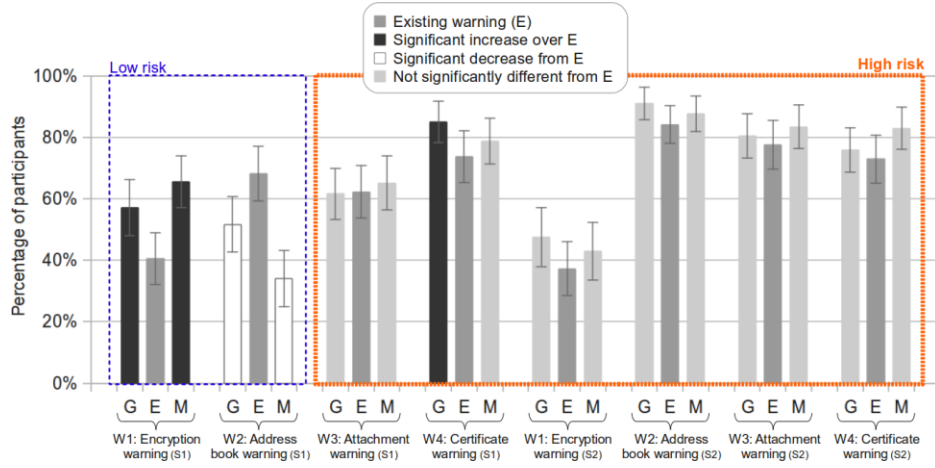 Existing warning (E)
Significant increase over E
Significant decrease from E
Not significantly different from E
Low risk
High risk
Percentage of participants
100%
80%
60%
40%
20%
0%
G E M G E M G E M G E M G E M G E M G E M G E M
W1: Encryption warning (S1)
W2: Address book warning (S1)
W3: Attachment warning (S1)
W4: Certificate warning (S1)
W1: Encryption warning (S2)
W2: Address book warning (S2)
W3: Attachment warning (S2)
W4: Certificate warning (S2)